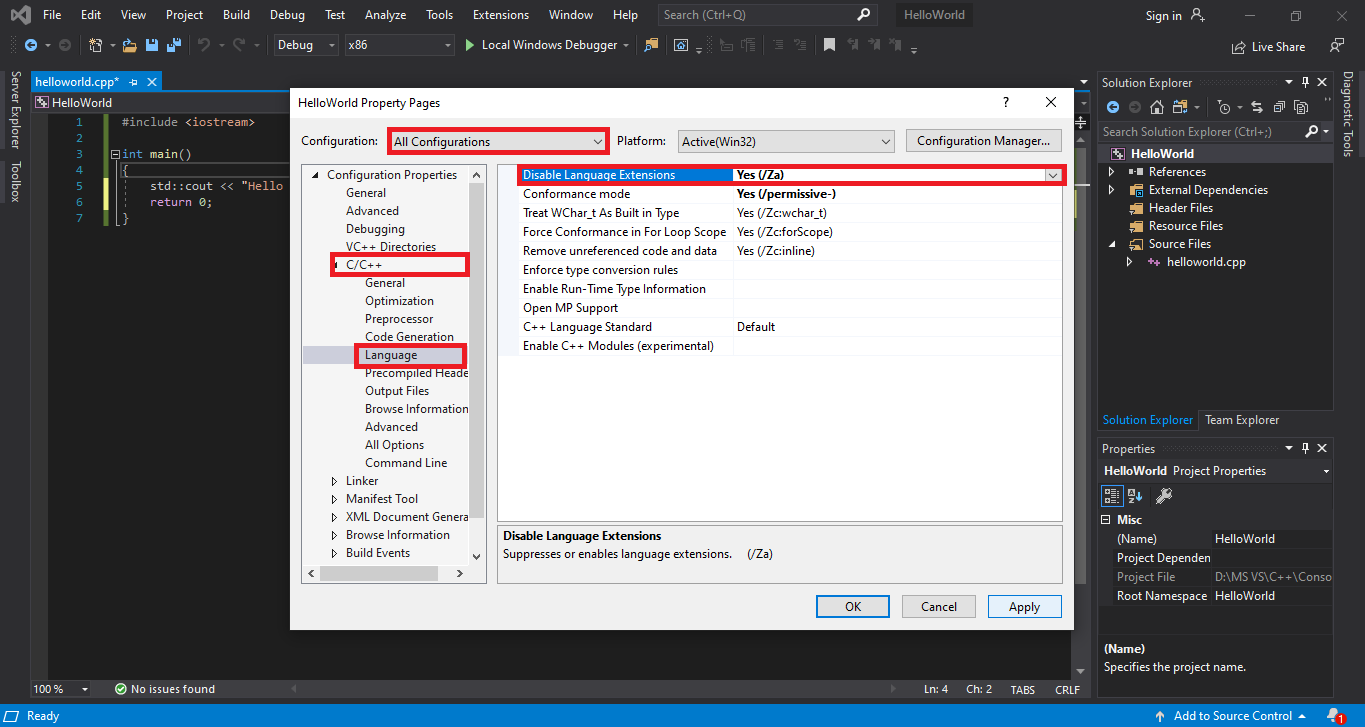 File Edit View Project Build Debug Test Analyze Tools Extensions Window Help Search (Ctrl+Q) HelloWorld Sign in
Debug x86 Local Windows Debugger Live Share
Server Explorer
Toolbox
helloworld.cpp*
HelloWorld
1 #include <iostream>
2
3 int main()
4 {
5 std::cout << "Hello
6 return 0;
7 }
HelloWorld Property Pages ?
Configuration: All Configurations Platform: Active(Win32) Configuration Manager...
Configuration Properties
General
Advanced
Debugging
VC++ Directories
C/C++
General
Optimization
Preprocessor
Code Generation
Language
Precompiled Heade
Output Files
Browse Information
Advanced
All Options
Command Line
Linker
Manifest Tool
XML Document Genera
Browse Information
Build Events
Disable Language Extensions Yes (/Za)
Conformance mode Yes (/permissive-)
Treat WChar_t As Built in Type Yes (/Zc:wchar_t)
Force Conformance in For Loop Scope Yes (/Zc:forScope)
Remove unreferenced code and data Yes (/Zc:inline)
Enforce type conversion rules
Enable Run-Time Type Information
Open MP Support
C++ Language Standard Default
Enable C++ Modules (experimental)
Disable Language Extensions
Suppresses or enables language extensions. (/Za)
OK Cancel Apply
Solution Explorer
Search Solution Explorer (Ctrl+;)
HelloWorld
References
External Dependencies
Header Files
Resource Files
Source Files
helloworld.cpp
Solution Explorer Team Explorer
Properties
HelloWorld Project Properties
Misc
(Name) HelloWorld
Project Dependen
Project File D:\MS VS\C++\Conso
Root Namespace HelloWorld
(Name)
Specifies the project name.
Diagnostic Tools
100 % No issues found Ln: 4 Ch: 2 TABS CRLF
Ready Add to Source Control 1